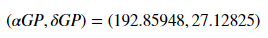 (αGP, δGP) = (192.85948, 27.12825)